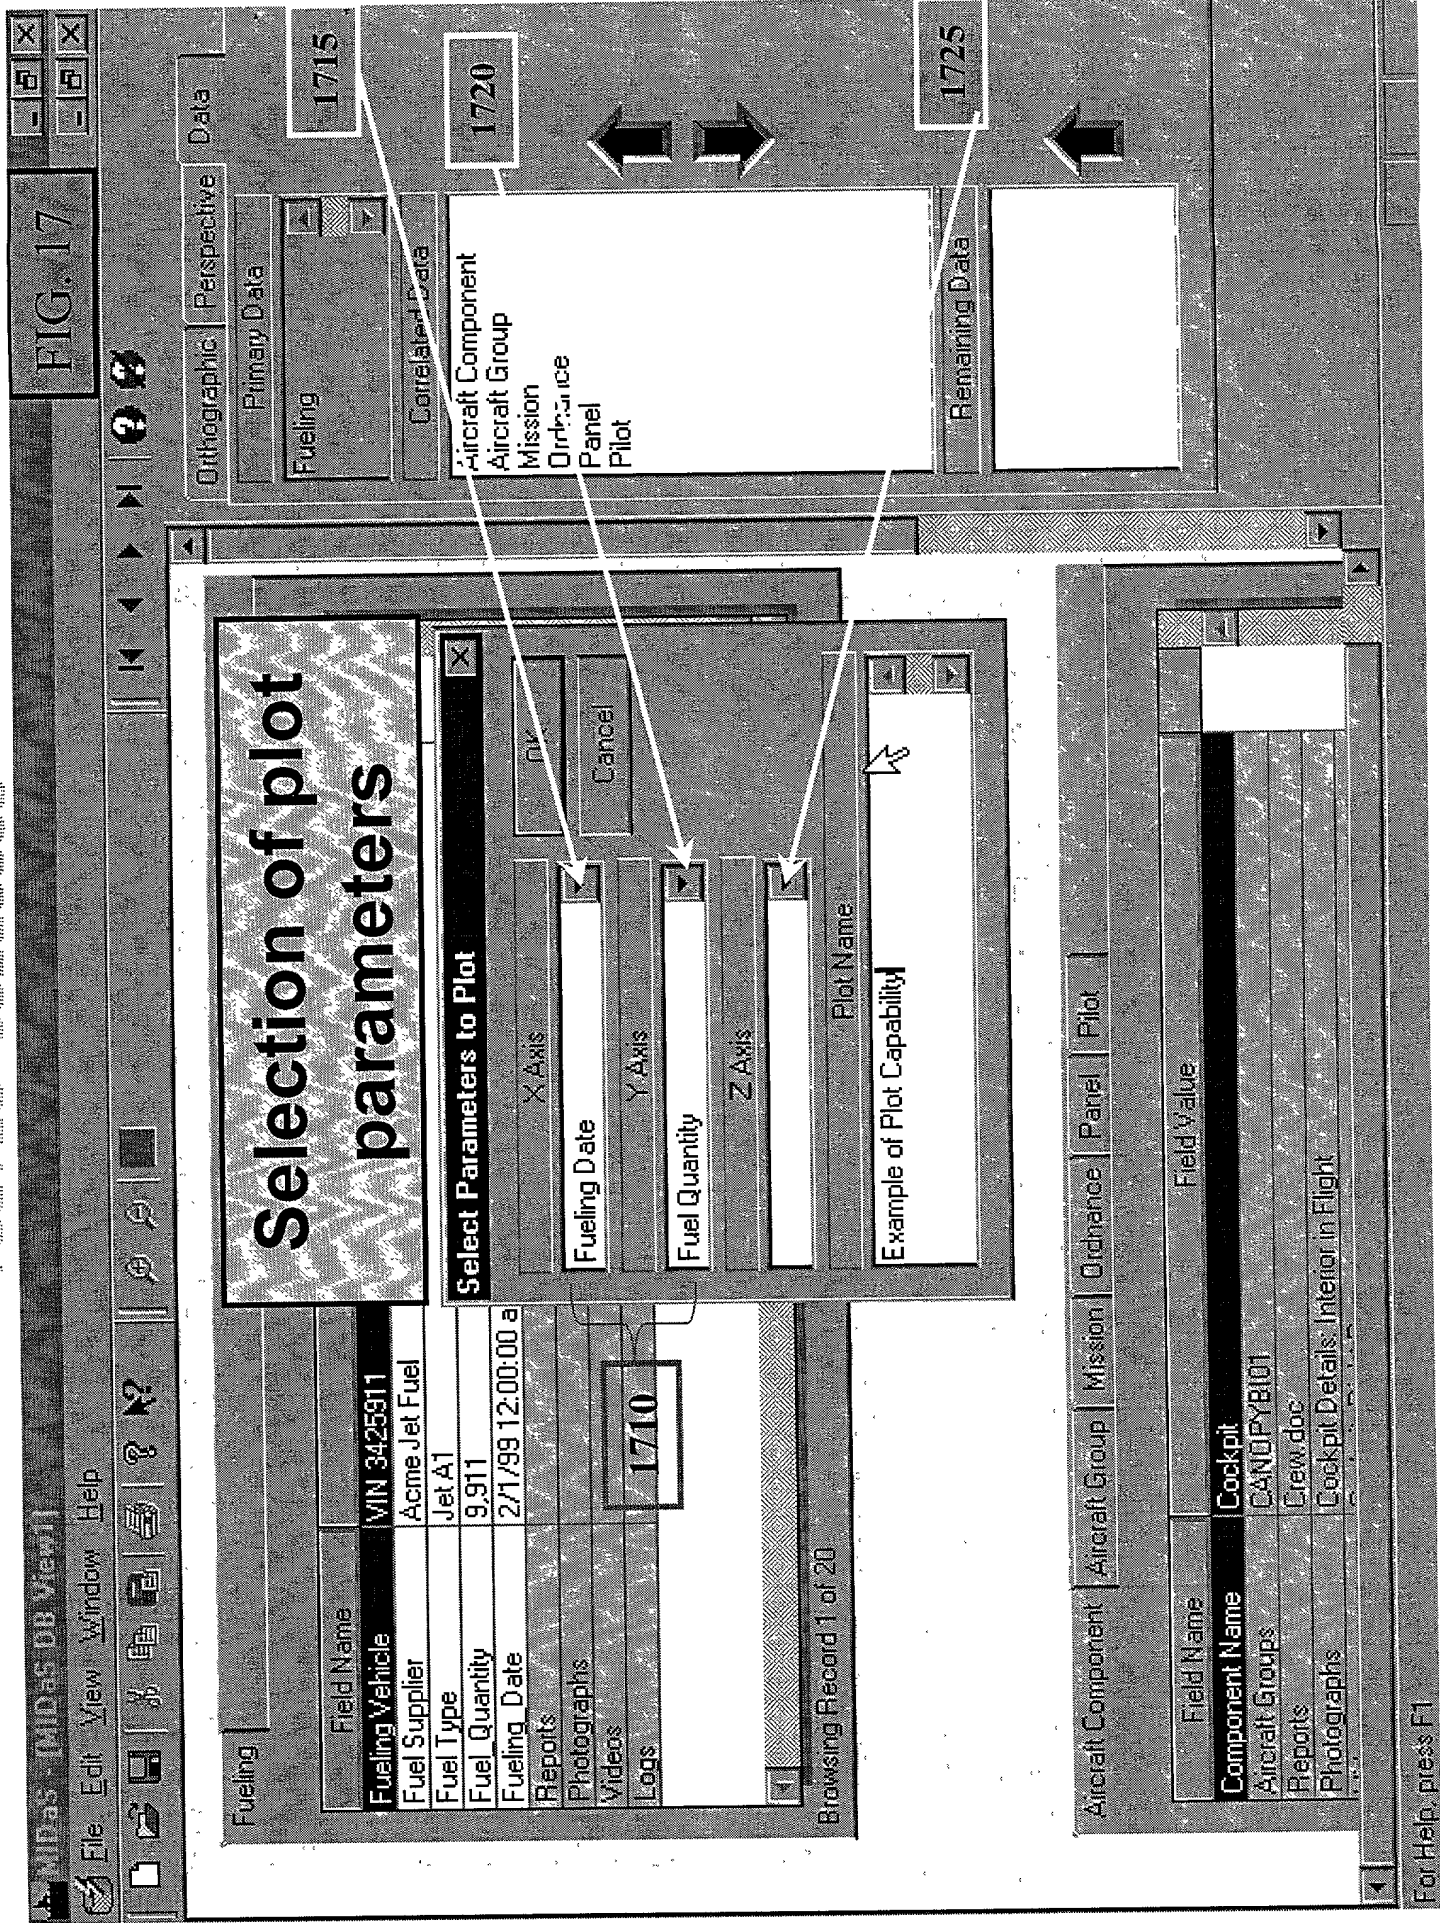 FIG. 17
MIDaS - [MIDaS DB View1]
File Edit View Window Help
Selection of plot
parameters
Fueling
Field Name
Fueling Vehicle VIN 3425911
Fuel Supplier Acme Jet Fuel
Fuel Type Jet A1
Fuel_Quantity 9.911
Fueling_Date 2/1/99 12:00:00 a
Reports
Photographs
Videos
Logs
Browsing Record 1 of 20
1710
Select Parameters to Plot
X Axis
Fueling Date
Y Axis
Fuel Quantity
Z Axis
Plot Name
Example of Plot Capability
OK
Cancel
Orthographic Perspective Data
Primary Data
Fueling
Correlated Data
Aircraft Component
Aircraft Group
Mission
Ordnance
Panel
Pilot
Remaining Data
1715
1720
1725
Aircraft Component Aircraft Group Mission Ordnance Panel Pilot
Field Name Field Value
Component Name Cockpit
Aircraft Groups CANOPYBI01
Reports Crew.doc
Photographs Cockpit Details: Interior in Flight
For Help, press F1